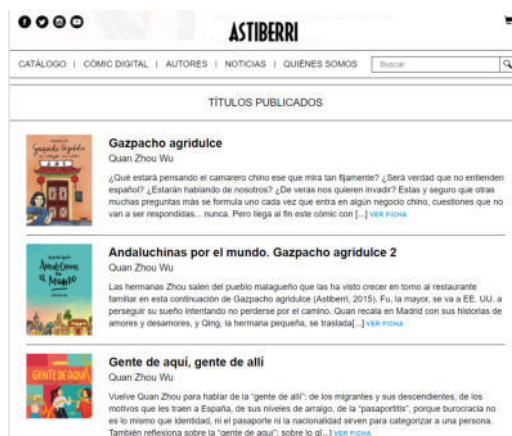 ASTIBERRI
CATÁLOGO | CÓMIC DIGITAL | AUTORES | NOTICIAS | QUIÉNES SOMOS Buscar
TÍTULOS PUBLICADOS
Gazpacho agridulce
Quan Zhou Wu
¿Qué estará pensando el camarero chino ese que mira tan fijamente? ¿Será verdad que no entienden
español? ¿Estarán hablando de nosotros? ¿De veras nos quieren invadir? Estas y seguro que otras
muchas preguntas más se formula uno cada vez que entra en algún negocio chino, cuestiones que no
van a ser respondidas... nunca. Pero llega al fin este cómic con [...] VER FICHA
Gazpacho agridulce
Andaluchinas por el mundo. Gazpacho agridulce 2
Quan Zhou Wu
Las hermanas Zhou salen del pueblo malagueño que las ha visto crecer en torno al restaurante
familiar en esta continuación de Gazpacho agridulce (Astiberri, 2015). Fu, la mayor, se va a EE. UU. a
perseguir su sueño intentando no perderse por el camino. Quan recala en Madrid con sus historias de
amores y desamores, y Qing, la hermana pequeña, se traslada[...] VER FICHA
Andaluchinas
por
EL MUNDO
Gente de aquí, gente de allí
Quan Zhou Wu
Vuelve Quan Zhou para hablar de la "gente de allí": de los migrantes y sus descendientes, de los
motivos que les traen a España, de sus niveles de arraigo, de la "pasaportitis", porque burocracia no
es lo mismo que identidad, ni el pasaporte ni la nacionalidad sirven para categorizar a una persona.
También reflexiona sobre la "gente de aquí": sobre lo q[...] VER FICHA
GENTE DE AQUÍ